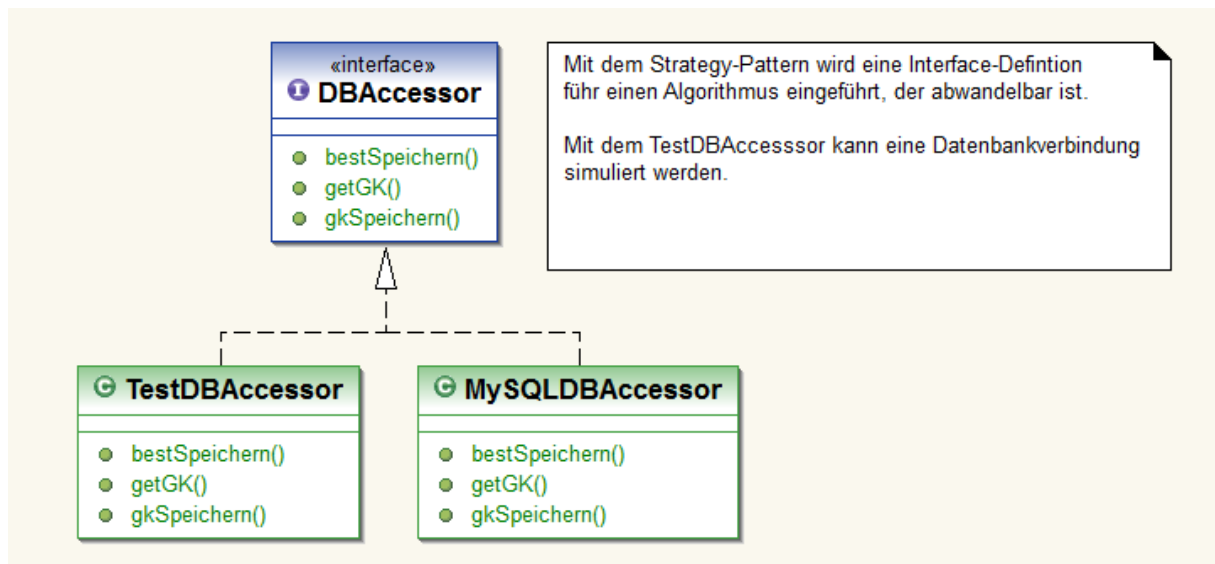 «interface»
DBAccessor
bestSpeichern()
getGK()
gkSpeichern()
Mit dem Strategy-Pattern wird eine Interface-Defintion
führ einen Algorithmus eingeführt, der abwandelbar ist.
Mit dem TestDBAccesssor kann eine Datenbankverbindung
simuliert werden.
TestDBAccessor
bestSpeichern()
getGK()
gkSpeichern()
MySQLDBAccessor
bestSpeichern()
getGK()
gkSpeichern()